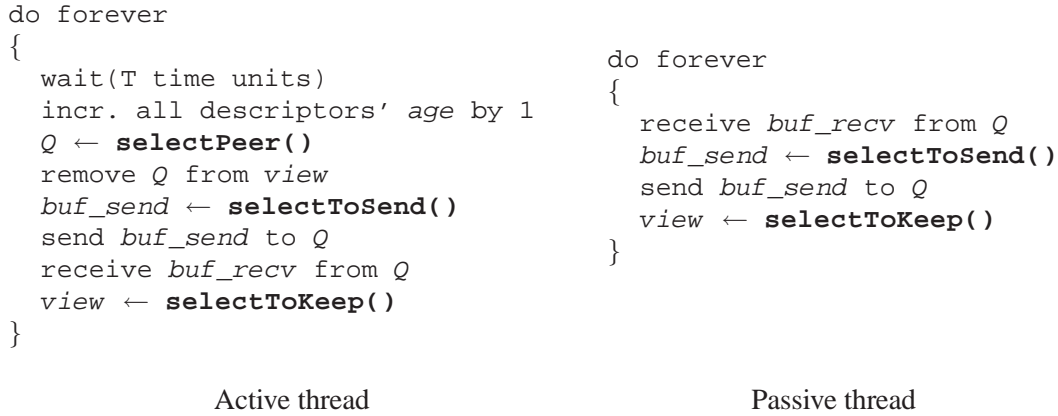 do forever
{
wait(T time units)
incr. all descriptors' age by 1
Q ← selectPeer()
remove Q from view
buf_send ← selectToSend()
send buf_send to Q
receive buf_recv from Q
view ← selectToKeep()
}
Active thread
do forever
{
receive buf_recv from Q
buf_send ← selectToSend()
send buf_send to Q
view ← selectToKeep()
}
Passive thread